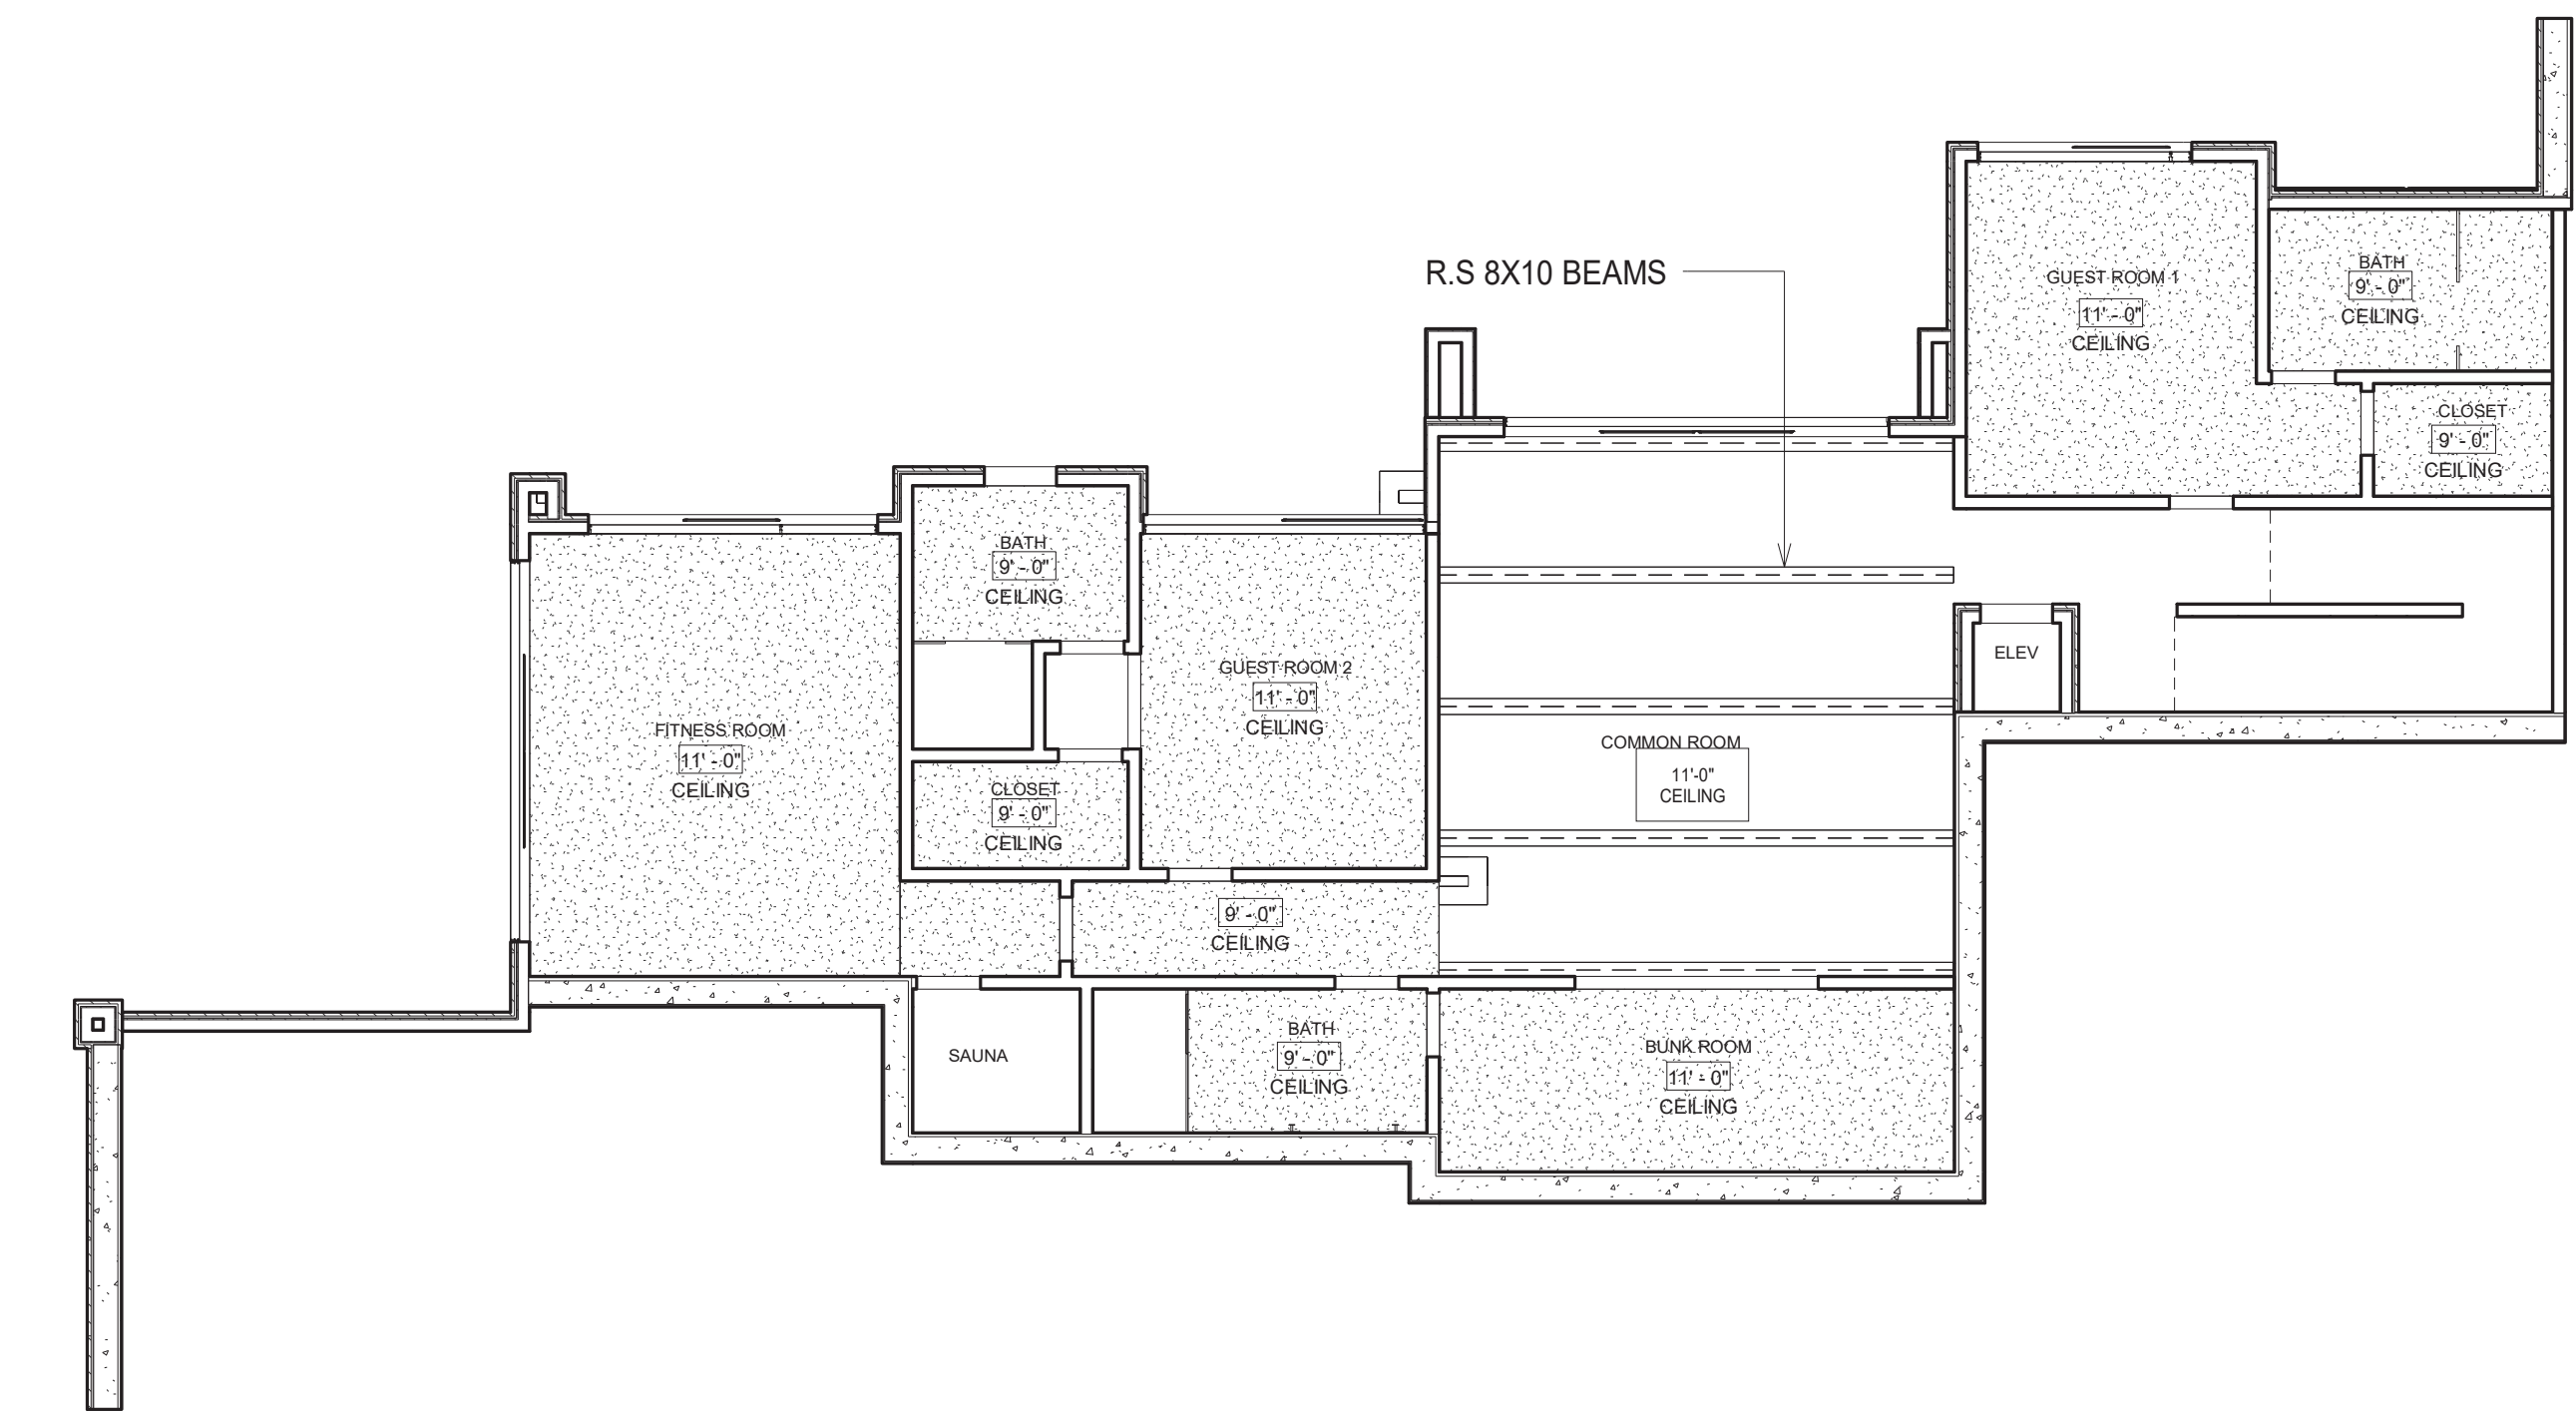 R.S 8X10 BEAMS
GUEST ROOM 1
11' - 0"
CEILING
BATH
9' - 0"
CEILING
CLOSET
9' - 0"
CEILING
BATH
9' - 0"
CEILING
GUEST ROOM 2
11' - 0"
CEILING
ELEV
FITNESS ROOM
11' - 0"
CEILING
COMMON ROOM
11'-0"
CEILING
CLOSET
9' - 0"
CEILING
9' - 0"
CEILING
SAUNA
BATH
9' - 0"
CEILING
BUNK ROOM
11' - 0"
CEILING